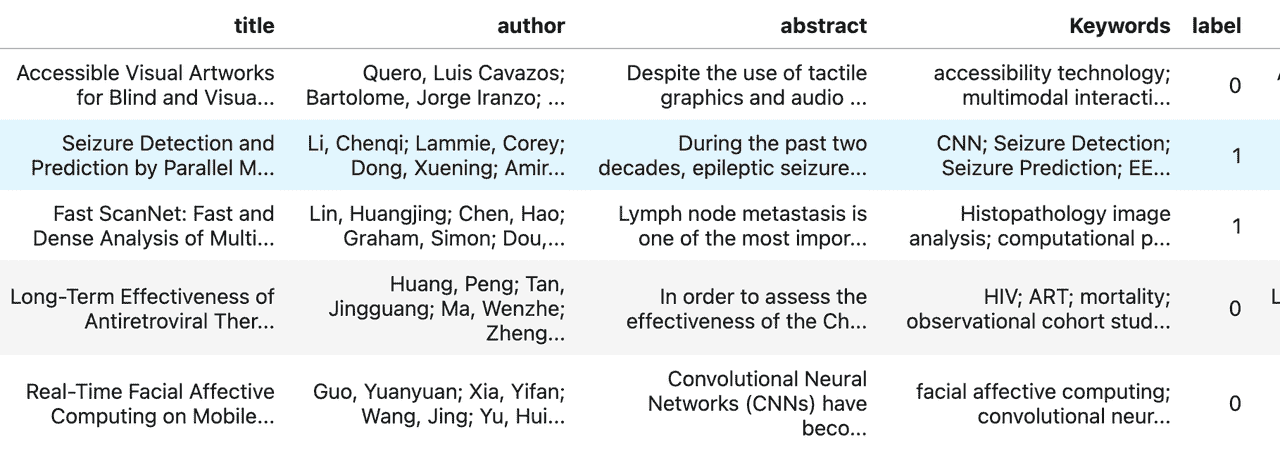 title author abstract Keywords label
Accessible Visual Artworks Quero, Luis Cavazos; Despite the use of tactile accessibility technology;
for Blind and Visua... Bartolome, Jorge Iranzo; ... graphics and audio ... multimodal interacti... 0
Seizure Detection and Li, Chenqi; Lammie, Corey; During the past two CNN; Seizure Detection;
Prediction by Parallel M... Dong, Xuening; Amir... decades, epileptic seizure... Seizure Prediction; EE... 1
Fast ScanNet: Fast and Lin, Huangjing; Chen, Hao; Lymph node metastasis is Histopathology image
Dense Analysis of Multi... Graham, Simon; Dou,... one of the most impor... analysis; computational p... 1
Long-Term Effectiveness of Antiretroviral Ther... Huang, Peng; Tan, Jingguang; Ma, Wenzhe; Zheng... In order to assess the effectiveness of the Ch... HIV; ART; mortality; observational cohort stud... 0
Real-Time Facial Affective Computing on Mobile... Guo, Yuanyuan; Xia, Yifan; Wang, Jing; Yu, Hui... Convolutional Neural Networks (CNNs) have beco... facial affective computing; convolutional neur... 0